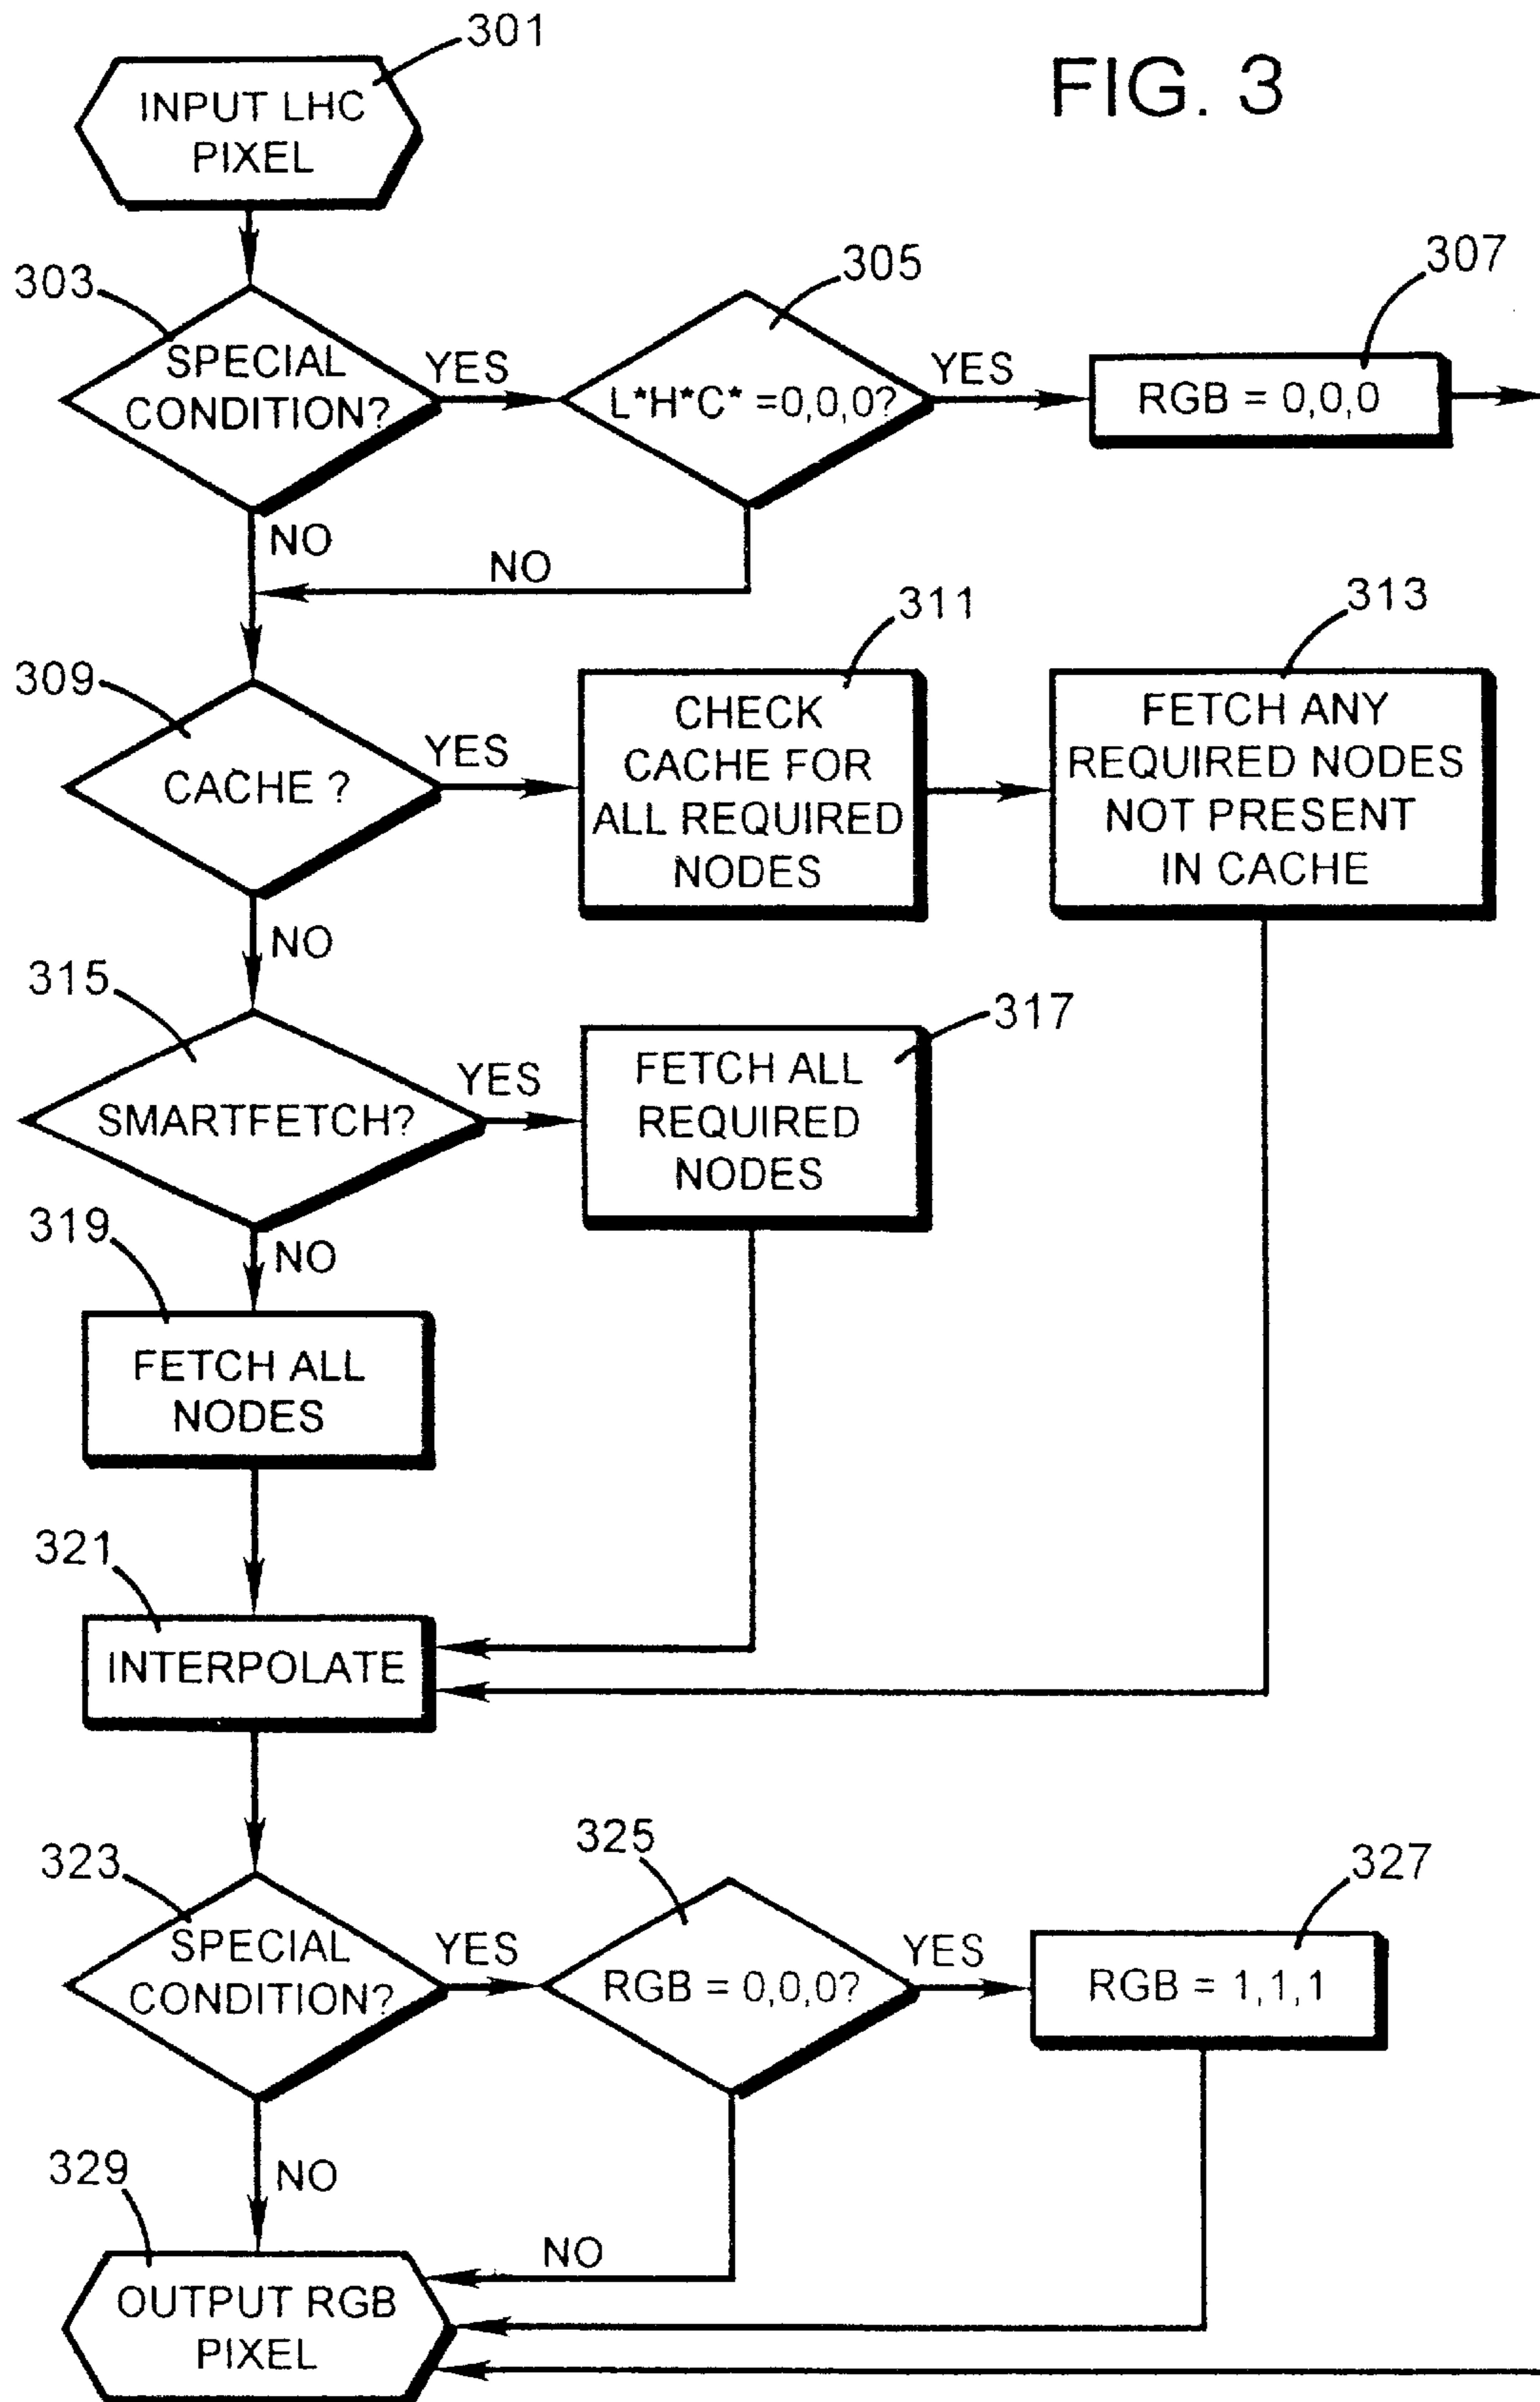 301
FIG. 3
INPUT LHC
PIXEL
303
305
307
SPECIAL
CONDITION?
YES
L*H*C* =0,0,0?
YES
RGB = 0,0,0
NO
NO
309
311
313
CACHE ?
YES
CHECK
CACHE FOR
ALL REQUIRED
NODES
FETCH ANY
REQUIRED NODES
NOT PRESENT
IN CACHE
NO
315
317
SMARTFETCH?
YES
FETCH ALL
REQUIRED
NODES
319
NO
FETCH ALL
NODES
321
INTERPOLATE
323
325
327
SPECIAL
CONDITION?
YES
RGB = 0,0,0?
YES
RGB = 1,1,1
329
NO
NO
OUTPUT RGB
PIXEL